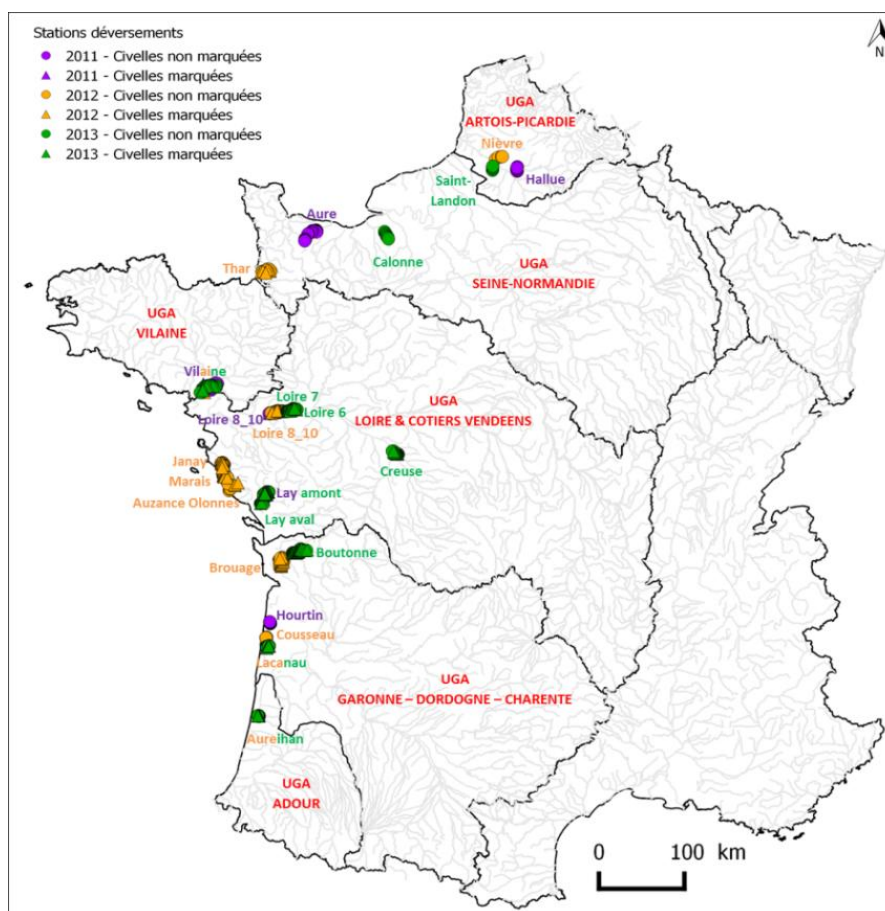 Stations déversements
2011 - Civelles non marquées
2011 - Civelles marquées
2012 - Civelles non marquées
2012 - Civelles marquées
2013 - Civelles non marquées
2013 - Civelles marquées
N
UGA
ARTOIS-PICARDIE
Nièvre
Saint-
Landon
Hallue
Aure
Calonne
Thar
UGA
SEINE-NORMANDIE
UGA
VILAINE
Vilaine
Loire 7
Loire 8_10
Loire 6
Loire 8_10
UGA
LOIRE & COTIERS VENDEENS
Creuse
Janay
Marais
Auzance Olonnes
Lay amont
Lay aval
Boutonne
Brouage
Hourtin
Cousseau
Lacanau
UGA
GARONNE – DORDOGNE – CHARENTE
Aureihan
UGA
ADOUR
0 100 km